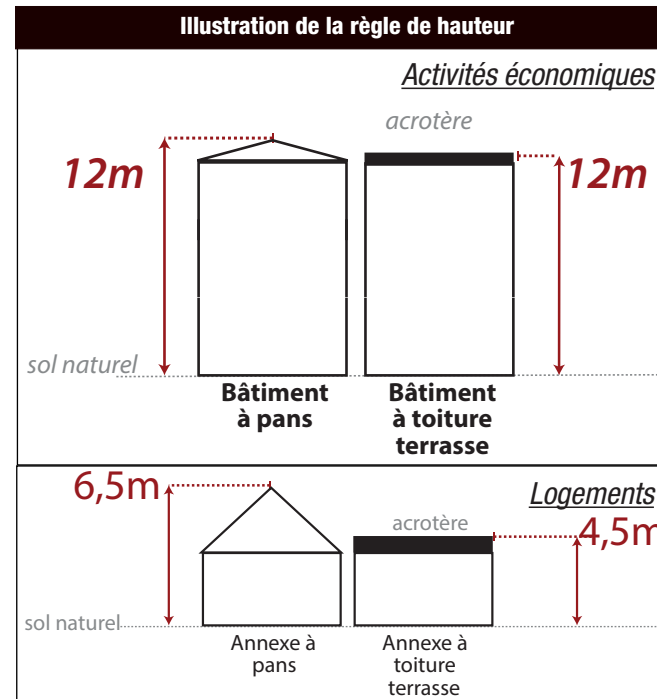 Illustration de la règle de hauteur
Activités économiques
acrotère
12m
12m
sol naturel
Bâtiment
à pans
Bâtiment
à toiture
terrasse
6,5m
Logements
acrotère
4,5m
sol naturel
Annexe à
pans
Annexe à
toiture
terrasse